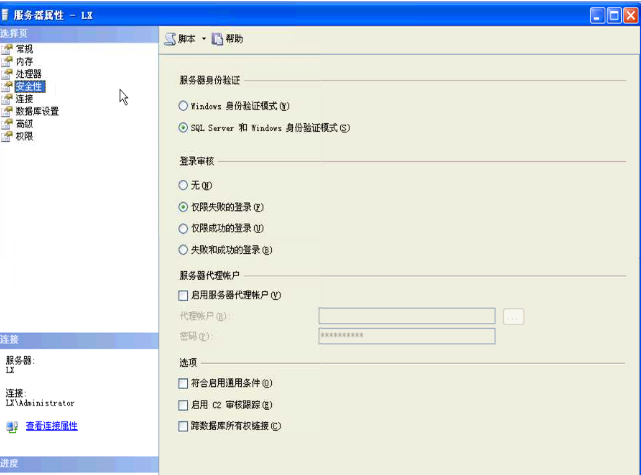 服务器属性 - LX
选择页
常规
内存
处理器
安全性
连接
数据库设置
高级
权限
脚本
帮助
服务器身份验证
Windows 身份验证模式(W)
SQL Server 和 Windows 身份验证模式(S)
登录审核
无(N)
仅限失败的登录(F)
仅限成功的登录(U)
失败和成功的登录(B)
服务器代理帐户
启用服务器代理帐户(Y)
代理帐户(R):
...
密码(P):
**********
选项
符合启用通用条件(O)
启用 C2 审核跟踪(E)
跨数据库所有权链接(C)
连接
服务器:
LX
连接:
LX\Administrator
查看连接属性
进度